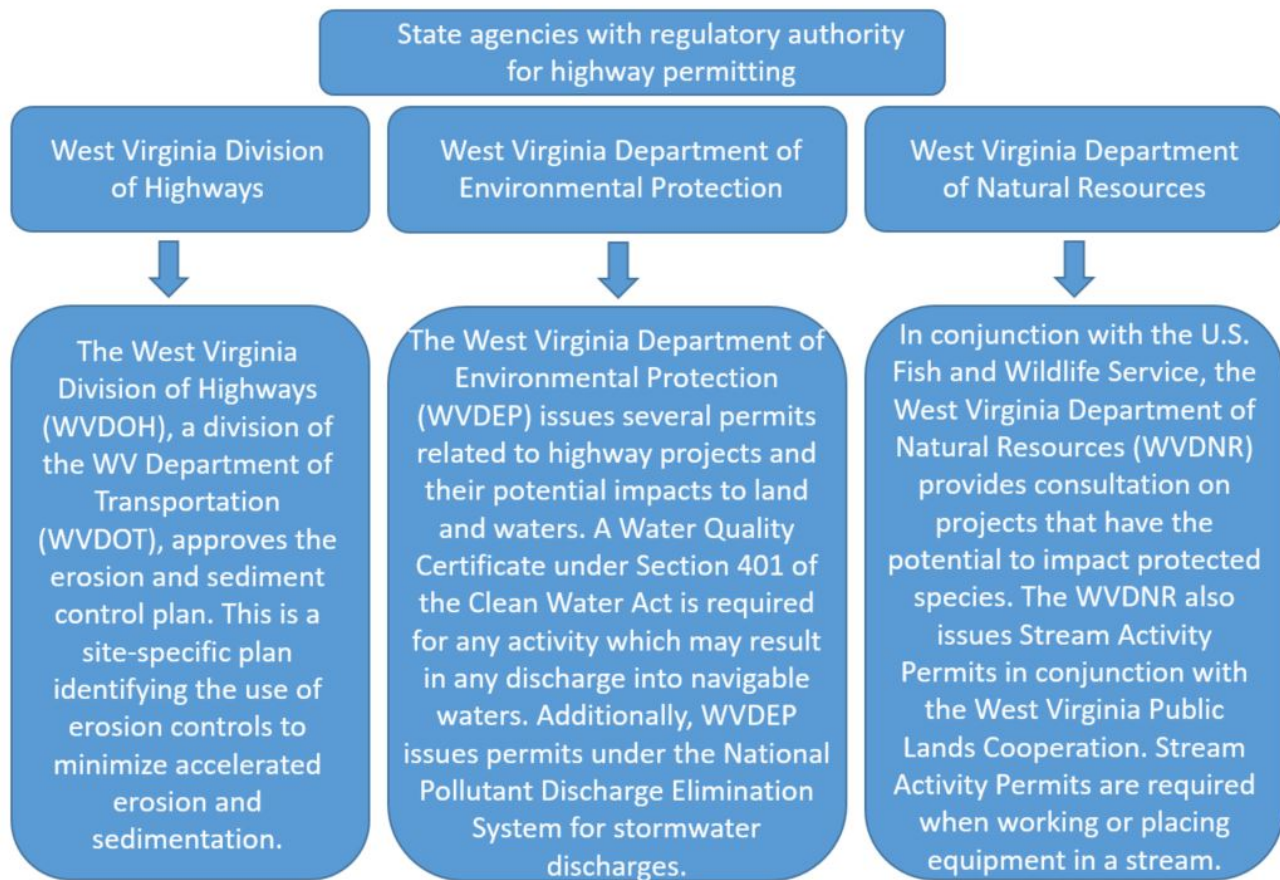 State agencies with regulatory authority
for highway permitting
West Virginia Division
of Highways
West Virginia Department of
Environmental Protection
West Virginia Department
of Natural Resources
The West Virginia
Division of Highways
(WVDOH), a division of
the WV Department of
Transportation
(WVDOT), approves the
erosion and sediment
control plan. This is a
site-specific plan
identifying the use of
erosion controls to
minimize accelerated
erosion and
sedimentation.
The West Virginia Department of
Environmental Protection
(WVDEP) issues several permits
related to highway projects and
their potential impacts to land
and waters. A Water Quality
Certificate under Section 401 of
the Clean Water Act is required
for any activity which may result
in any discharge into navigable
waters. Additionally, WVDEP
issues permits under the National
Pollutant Discharge Elimination
System for stormwater
discharges.
In conjunction with the U.S.
Fish and Wildlife Service, the
West Virginia Department of
Natural Resources (WVDNR)
provides consultation on
projects that have the
potential to impact protected
species. The WVDNR also
issues Stream Activity
Permits in conjunction with
the West Virginia Public
Lands Cooperation. Stream
Activity Permits are required
when working or placing
equipment in a stream.